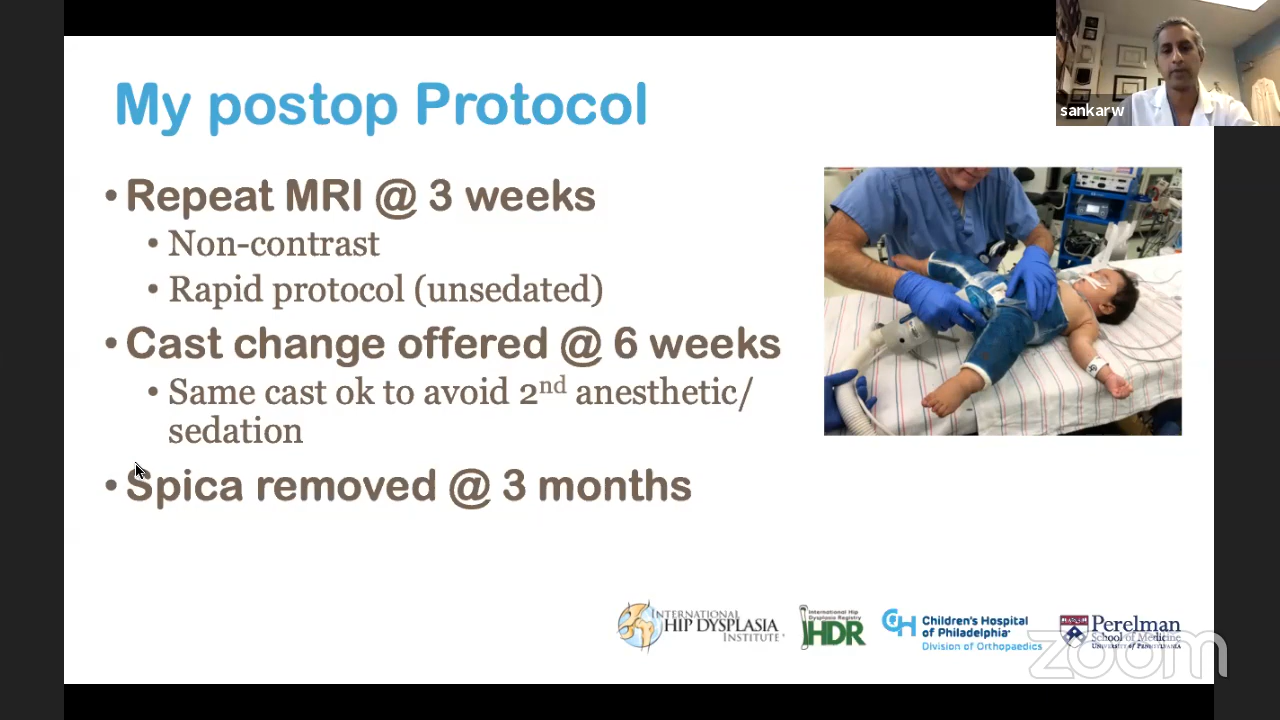 My postop Protocol
sankarw
• Repeat MRI @ 3 weeks
• Non-contrast
• Rapid protocol (unsedated)
• Cast change offered @ 6 weeks
• Same cast ok to avoid 2nd anesthetic/
sedation
• Spica removed @ 3 months
INTERNATIONAL
HIP DYSPLASIA
INSTITUTE
International Hip
Dysplasia Registry
IHDR
CH Children's Hospital
of Philadelphia
Division of Orthopaedics
Perelman
School of Medicine
UNIVERSITY OF PENNSYLVANIA
zoom